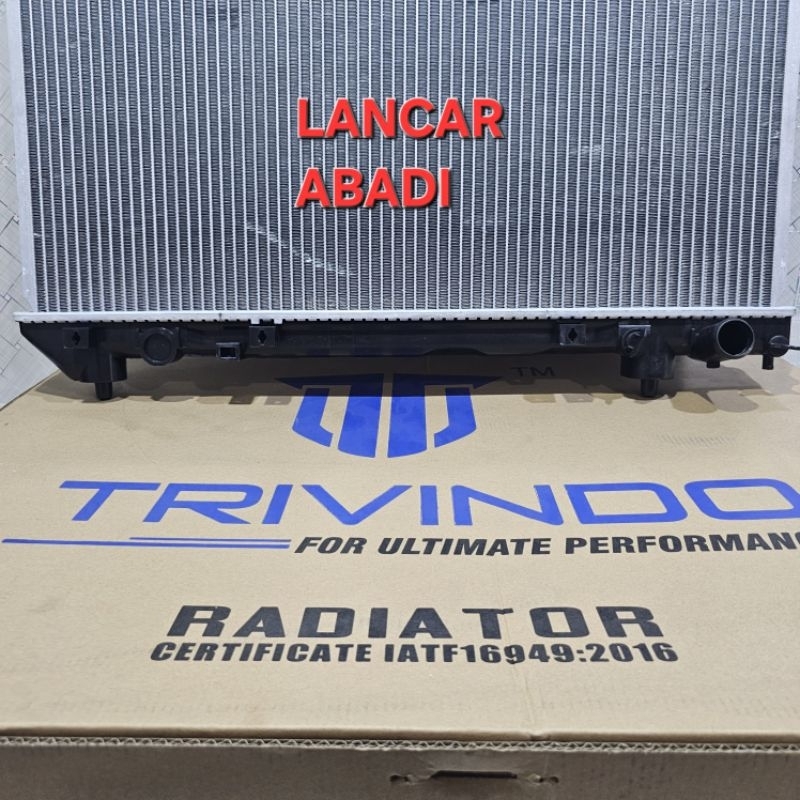 LANCAR
ABADI
TM
TRIVINDO
FOR ULTIMATE PERFORMANC
RADIATOR
CERTIFICATE IATF16949:2016